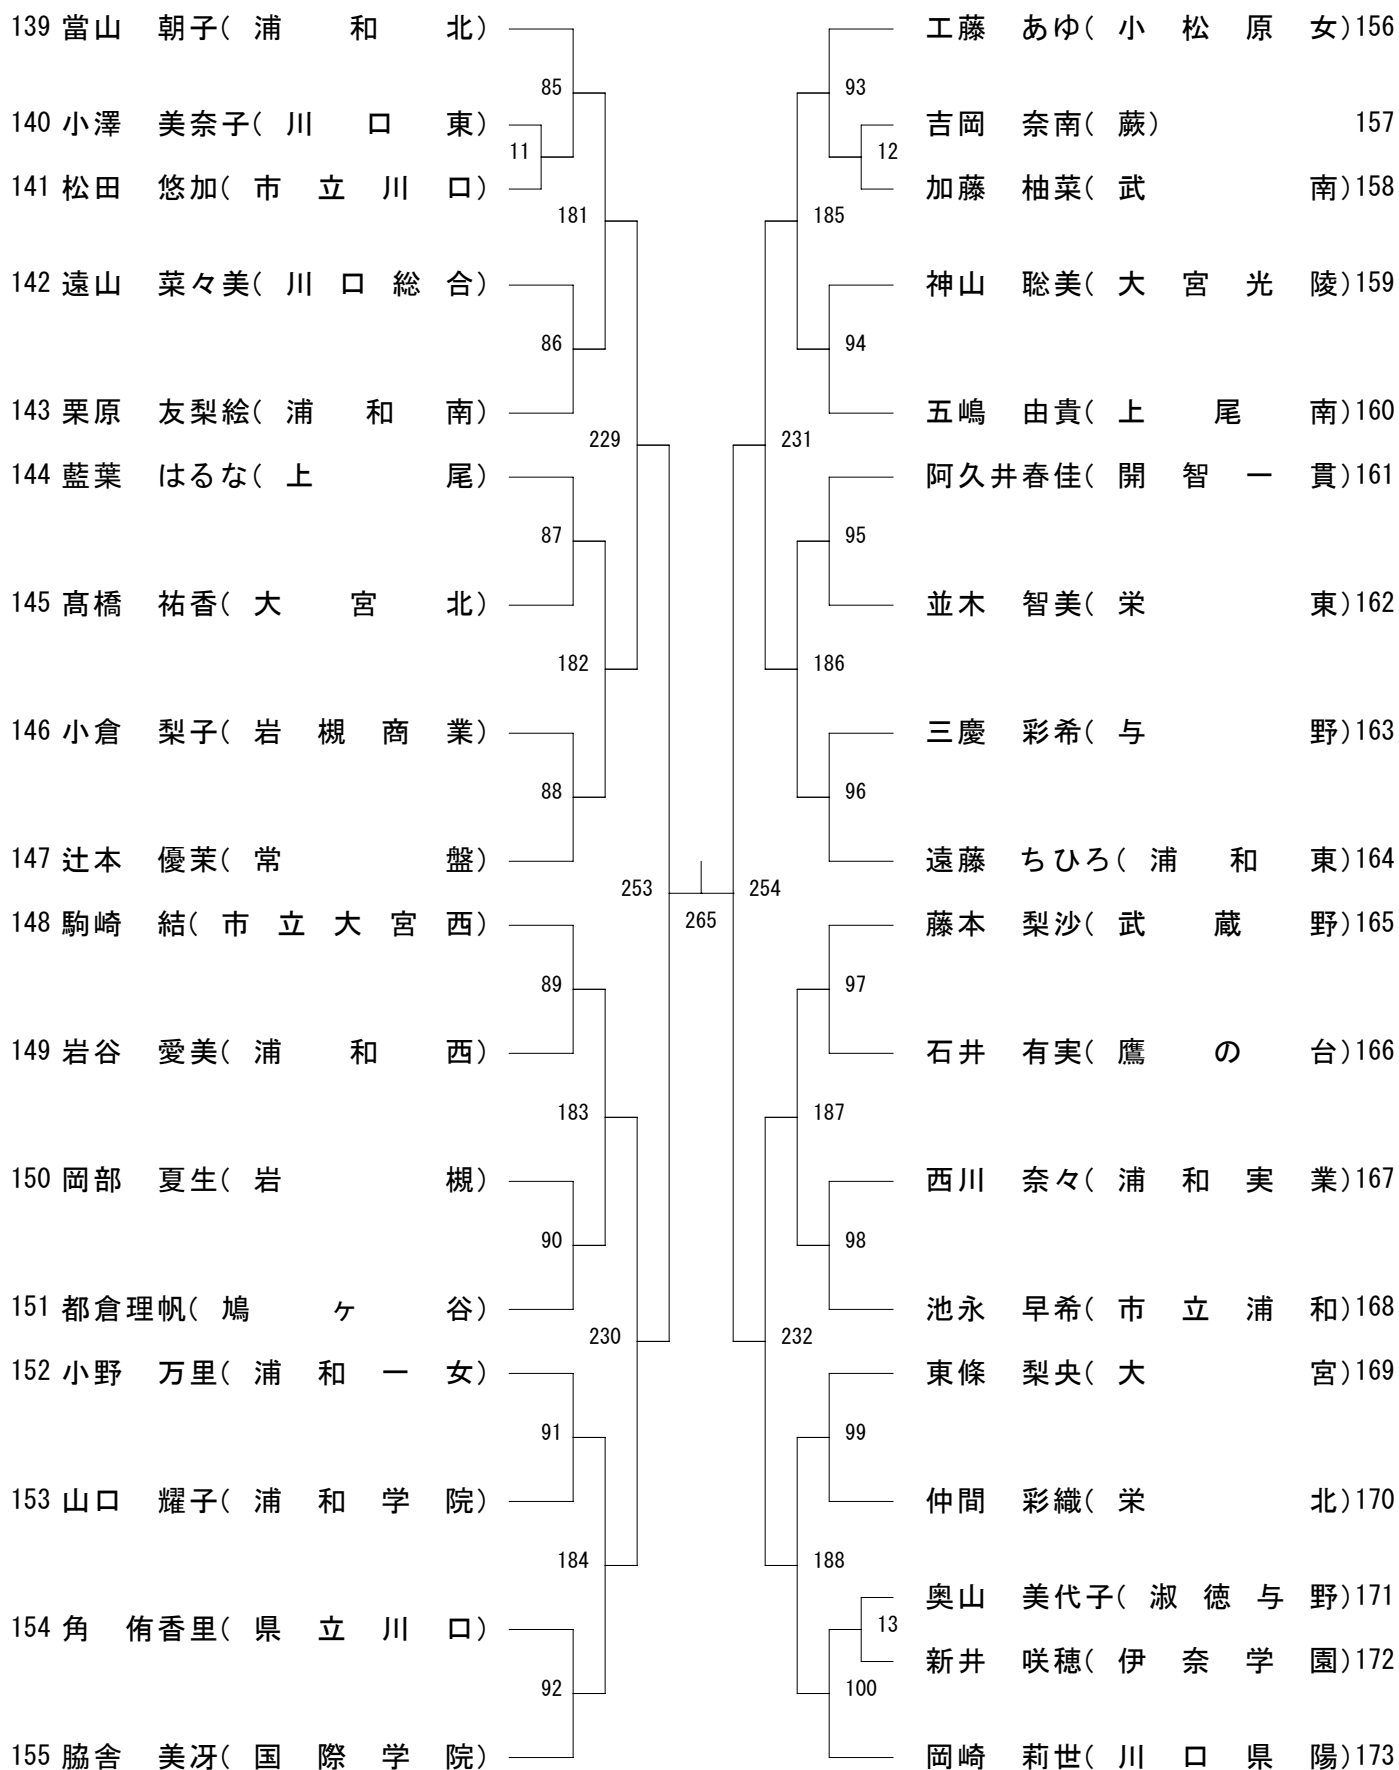 139 當山 朝子( 浦 和 北)
85
140 小澤 美奈子( 川 口 東)
11
141 松田 悠加( 市 立 川 口)
181
142 遠山 菜々美( 川 口 総 合)
86
143 栗原 友梨絵( 浦 和 南)
229
144 藍葉 はるな( 上 尾)
87
145 髙橋 祐香( 大 宮 北)
182
146 小倉 梨子( 岩 槻 商 業)
88
147 辻本 優茉( 常 盤)
253
148 駒崎 結( 市 立 大 宮 西)
89
149 岩谷 愛美( 浦 和 西)
183
150 岡部 夏生( 岩 槻)
90
151 都倉理帆( 鳩 ヶ 谷)
230
152 小野 万里( 浦 和 一 女)
91
153 山口 耀子( 浦 和 学 院)
184
154 角 侑香里( 県 立 川 口)
92
155 脇舎 美冴( 国 際 学 院)
265
工藤 あゆ( 小 松 原 女)156
93
吉岡 奈南( 蕨) 157
12
加藤 柚菜( 武 南)158
185
神山 聡美( 大 宮 光 陵)159
94
五嶋 由貴( 上 尾 南)160
231
阿久井春佳( 開 智 一 貫)161
95
並木 智美( 栄 東)162
186
三慶 彩希( 与 野)163
96
遠藤 ちひろ( 浦 和 東)164
254
藤本 梨沙( 武 蔵 野)165
97
石井 有実( 鷹 の 台)166
187
西川 奈々( 浦 和 実 業)167
98
池永 早希( 市 立 浦 和)168
232
東條 梨央( 大 宮)169
99
仲間 彩織( 栄 北)170
188
奥山 美代子( 淑 徳 与 野)171
13
新井 咲穂( 伊 奈 学 園)172
100
岡崎 莉世( 川 口 県 陽)173